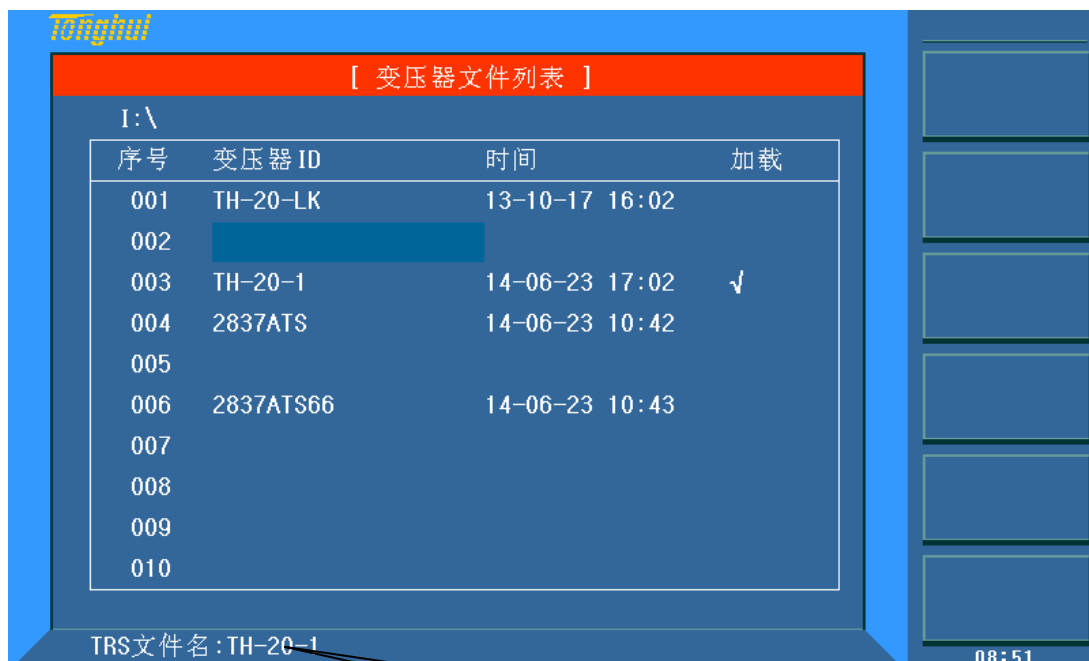 Tonghui
[ 变压器文件列表 ]
I:\
序号 变压器ID 时间 加载
001 TH-20-LK 13-10-17 16:02
002
003 TH-20-1 14-06-23 17:02 √
004 2837ATS 14-06-23 10:42
005
006 2837ATS66 14-06-23 10:43
007
008
009
010
TRS文件名:TH-20-1
08:51